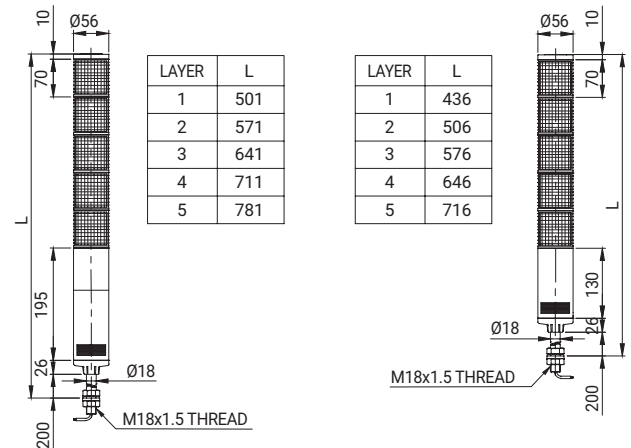 10
Ø56
70
L
195
26
200
Ø18
M18x1.5 THREAD
LAYER L
1 501
2 571
3 641
4 711
5 781
LAYER L
1 436
2 506
3 576
4 646
5 716
Ø56
10
70
L
130
26
200
Ø18
M18x1.5 THREAD